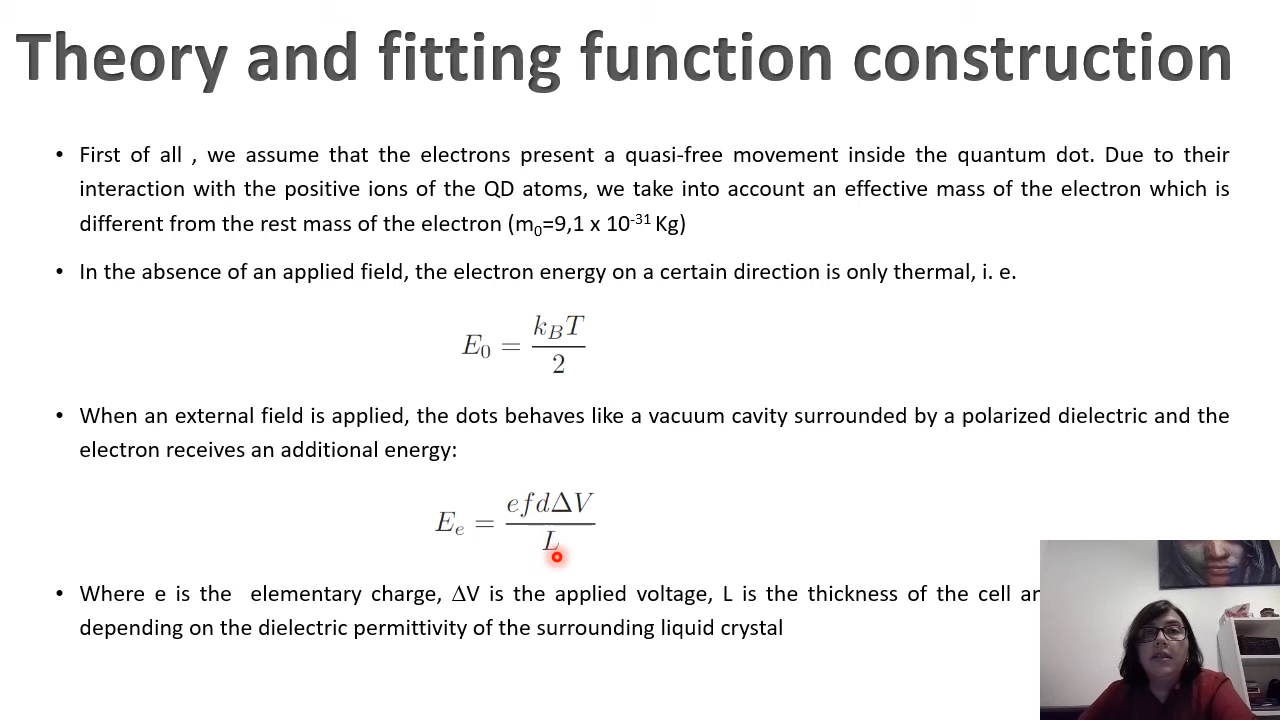 Theory and fitting function construction
• First of all , we assume that the electrons present a quasi-free movement inside the quantum dot. Due to their
interaction with the positive ions of the QD atoms, we take into account an effective mass of the electron which is
different from the rest mass of the electron (m₀=9,1 x 10⁻³¹ Kg)
• In the absence of an applied field, the electron energy on a certain direction is only thermal, i. e.
E₀ = k_B T / 2
• When an external field is applied, the dots behaves like a vacuum cavity surrounded by a polarized dielectric and the
electron receives an additional energy:
Eₑ = efdΔV / L
• Where e is the elementary charge, ΔV is the applied voltage, L is the thickness of the cell
depending on the dielectric permittivity of the surrounding liquid crystal